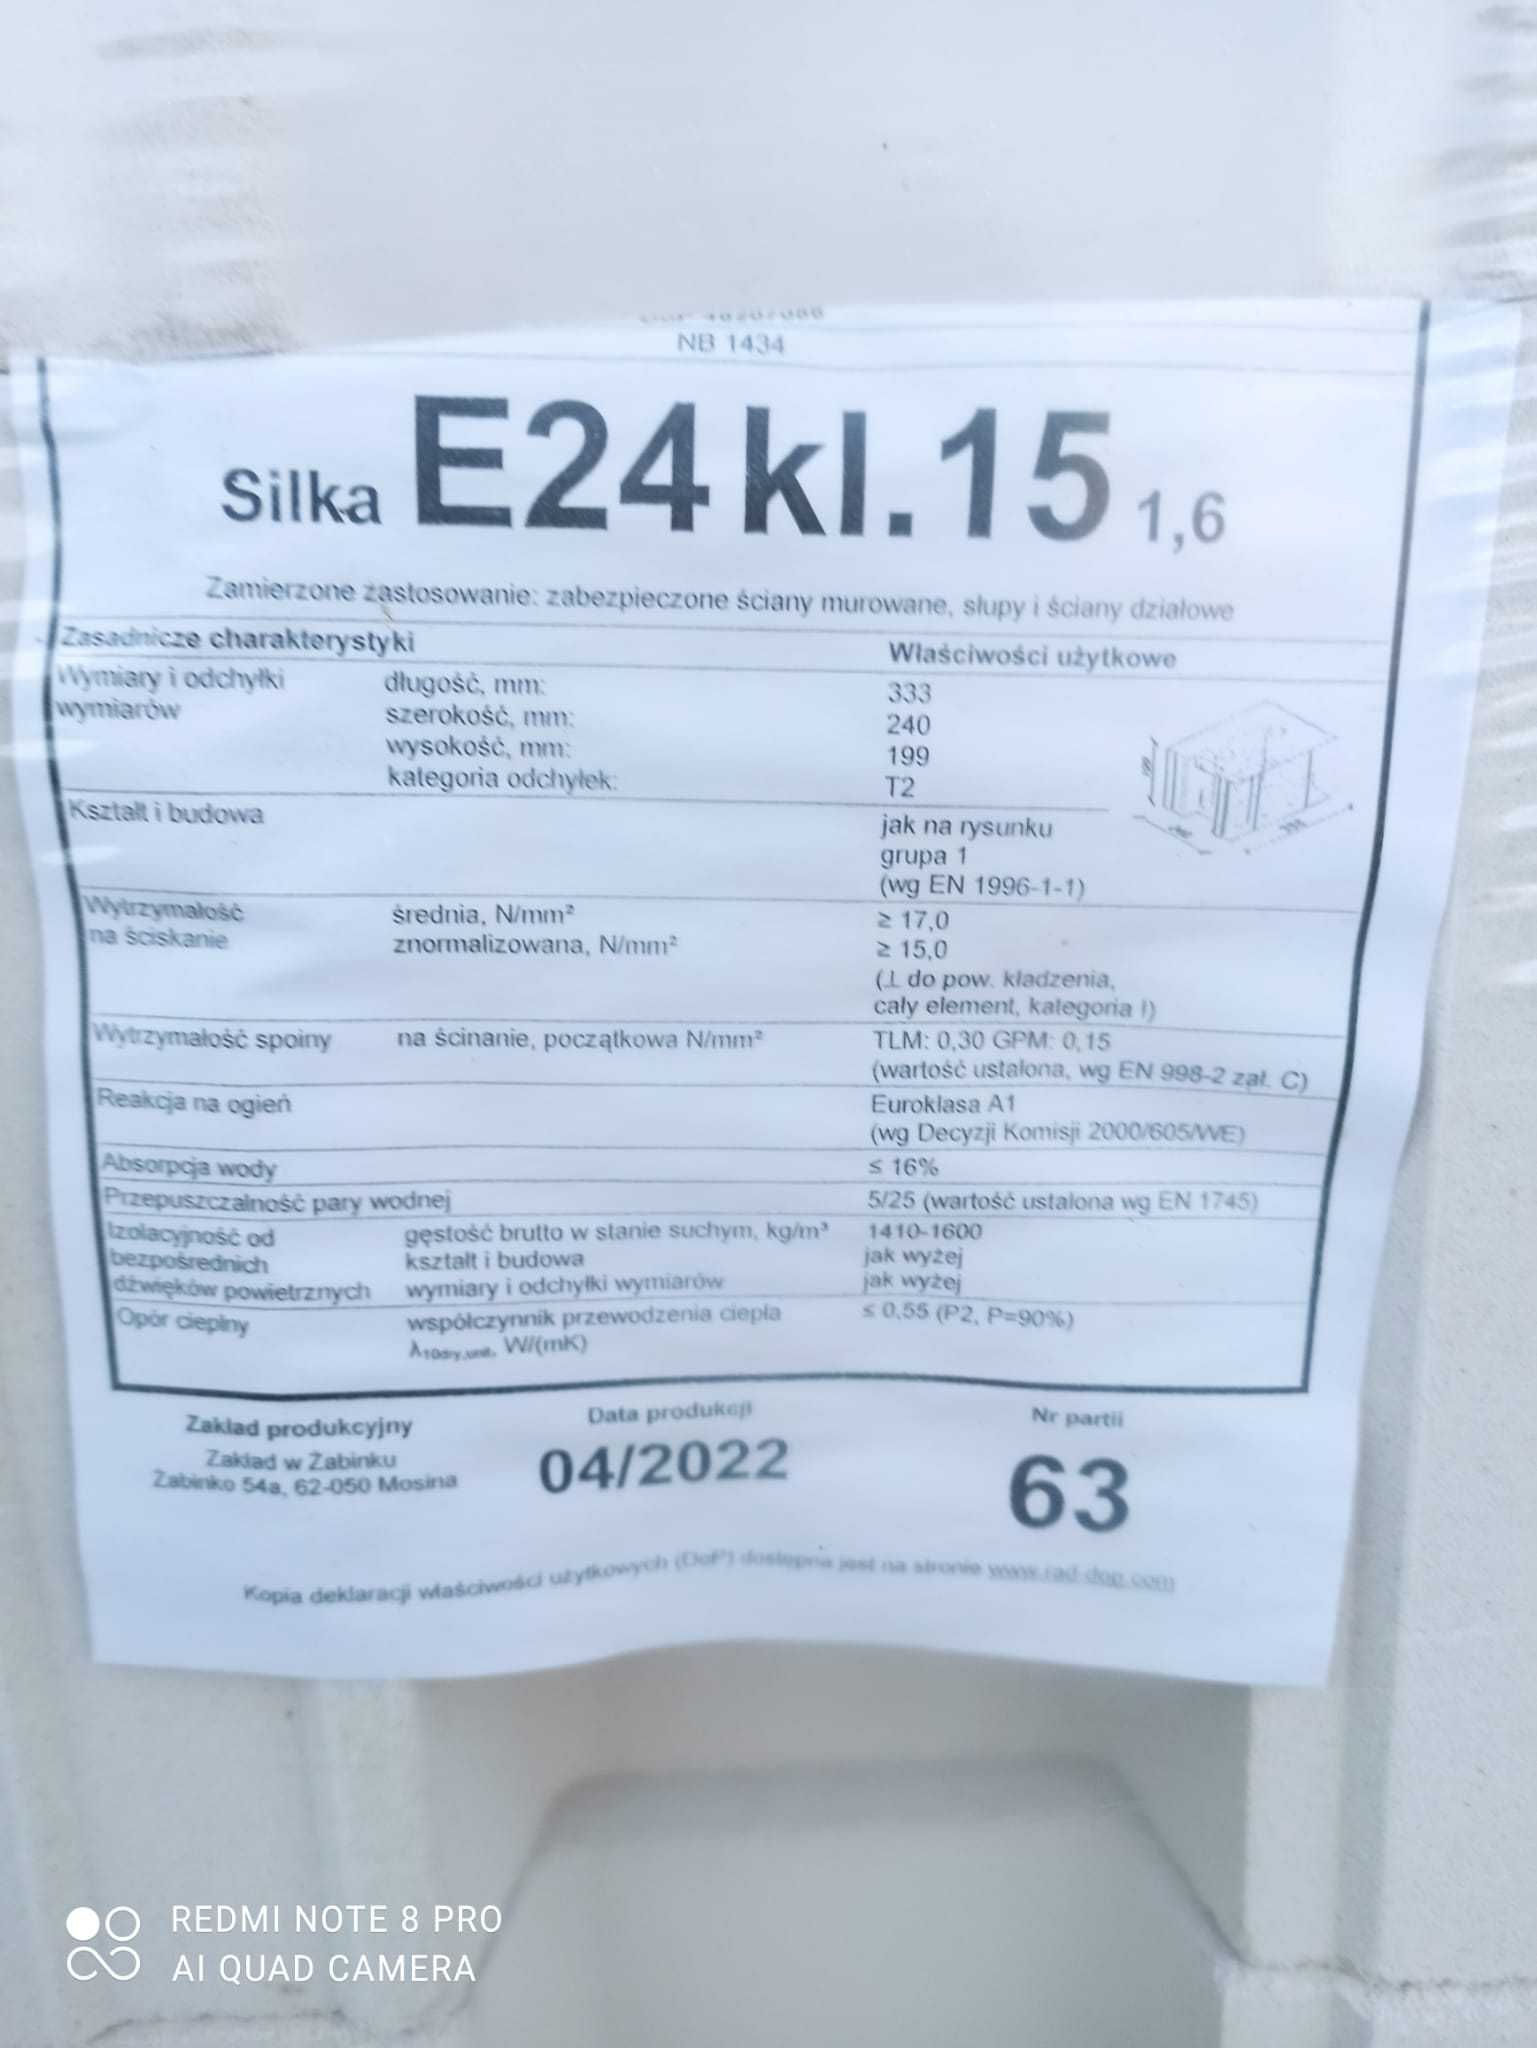 NB 1434
Silka E24 kl.15 1,6
Zamierzone zastosowanie: zabezpieczone ściany murowane, słupy i ściany działowe
Zasadnicze charakterystyki Właściwości użytkowe
Wymiary i odchyłki długość, mm: 333
wymiarów szerokość, mm: 240
wysokość, mm: 199
kategoria odchyłek: T2
Kształt i budowa jak na rysunku
grupa 1
(wg EN 1996-1-1)
Wytrzymałość średnia, N/mm² ≥ 17,0
na ściskanie znormalizowana, N/mm² ≥ 15,0
(⊥ do pow. kładzenia,
cały element, kategoria I)
Wytrzymałość spoiny na ścinanie, początkowa N/mm² TLM: 0,30 GPM: 0,15
(wartość ustalona, wg EN 998-2 zał. C)
Reakcja na ogień Euroklasa A1
(wg Decyzji Komisji 2000/605/WE)
Absorpcja wody ≤ 16%
Przepuszczalność pary wodnej 5/25 (wartość ustalona wg EN 1745)
Izolacyjność od gęstość brutto w stanie suchym, kg/m³ 1410-1600
bezpośrednich kształt i budowa jak wyżej
dźwięków powietrznych wymiary i odchyłki wymiarów jak wyżej
Opór cieplny współczynnik przewodzenia ciepła ≤ 0,55 (P2, P=90%)
λ10dry,unit, W/(mK)
Zakład produkcyjny Data produkcji Nr partii
Zakład w Żabinku 04/2022 63
Żabinko 54a, 62-050 Mosina
Kopia deklaracji właściwości użytkowych (DoP) dostępna jest na stronie
REDMI NOTE 8 PRO
AI QUAD CAMERA